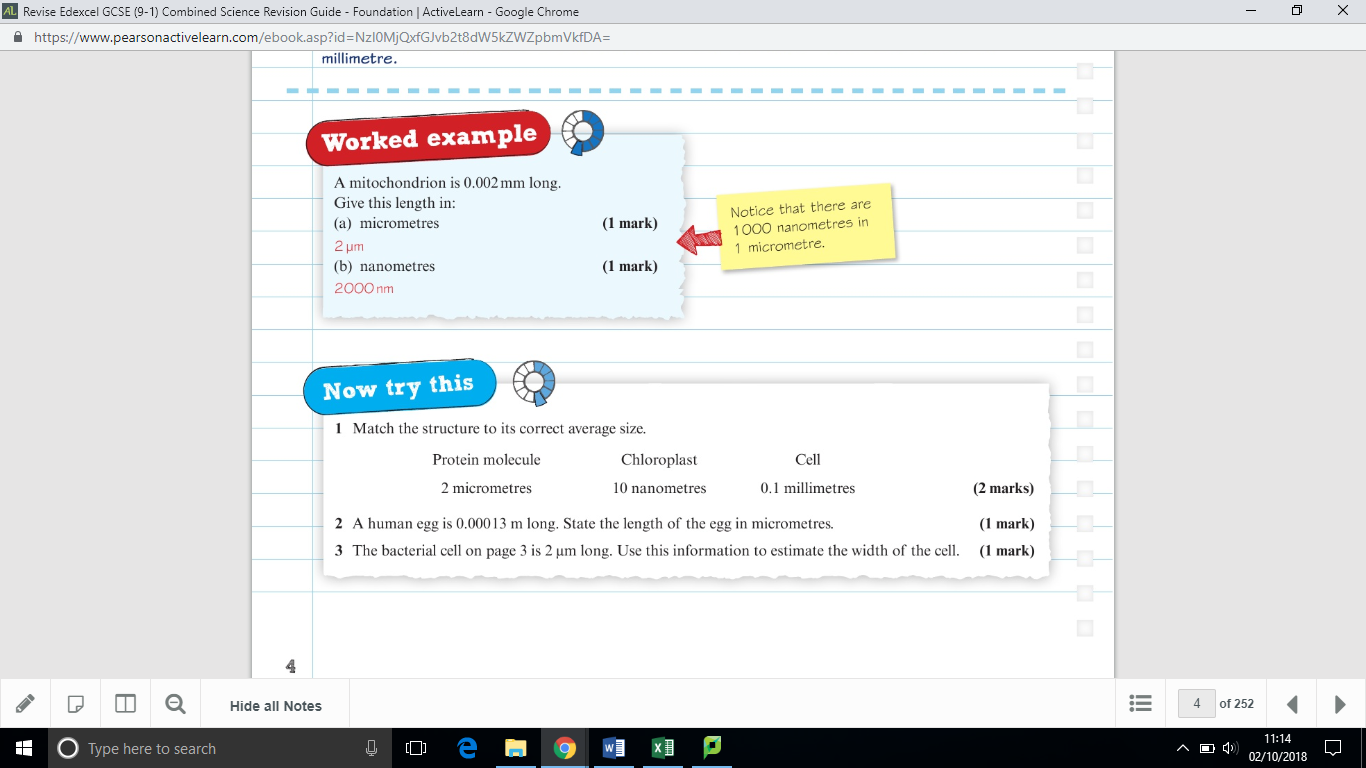 Revise Edexcel GCSE (9-1) Combined Science Revision Guide - Foundation | ActiveLearn - Google Chrome
https://www.pearsonactivelearn.com/ebook.asp?id=NzI0MjQxfGJvb2t8dW5kZWZpbmVkfDA=
millimetre.
Worked example
A mitochondrion is 0.002 mm long.
Give this length in:
(a) micrometres (1 mark)
2 µm
(b) nanometres (1 mark)
2000 nm
Notice that there are
1000 nanometres in
1 micrometre.
Now try this
1 Match the structure to its correct average size.
Protein molecule Chloroplast Cell
2 micrometres 10 nanometres 0.1 millimetres (2 marks)
2 A human egg is 0.00013 m long. State the length of the egg in micrometres. (1 mark)
3 The bacterial cell on page 3 is 2 µm long. Use this information to estimate the width of the cell. (1 mark)
4
Hide all Notes
4 of 252
Type here to search
11:14
02/10/2018